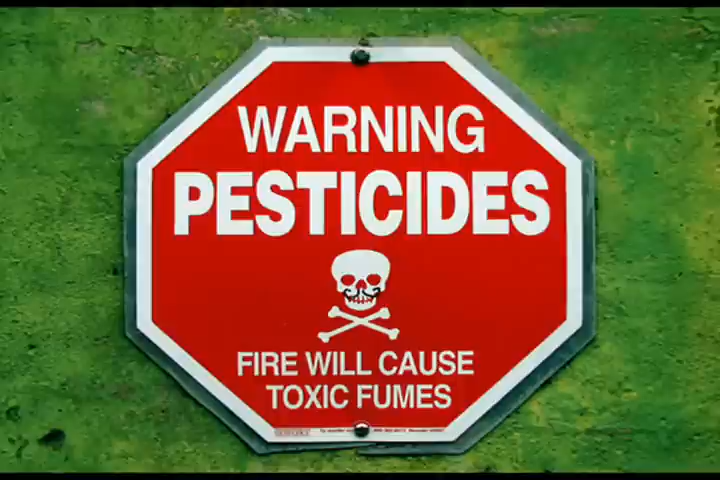 WARNING
PESTICIDES
FIRE WILL CAUSE
TOXIC FUMES